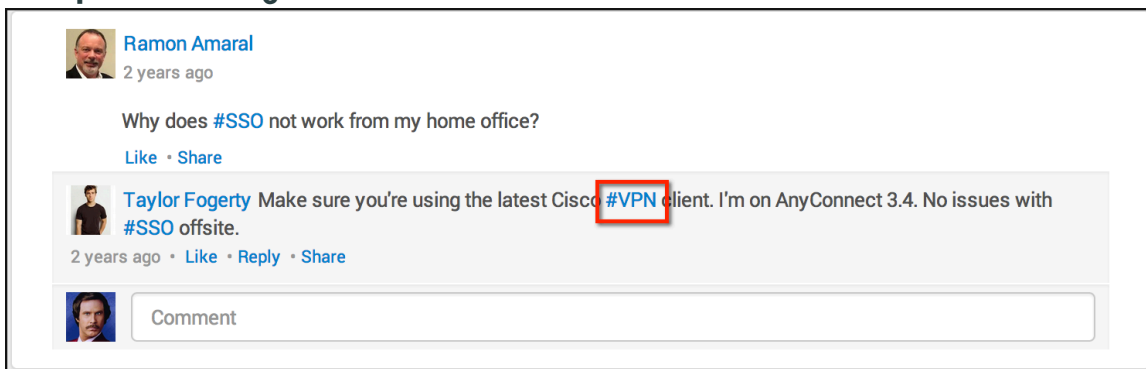 Ramon Amaral
2 years ago
Why does #SSO not work from my home office?
Like • Share
Taylor Fogerty Make sure you're using the latest Cisco #VPN client. I'm on AnyConnect 3.4. No issues with
#SSO offsite.
2 years ago • Like • Reply • Share
Comment